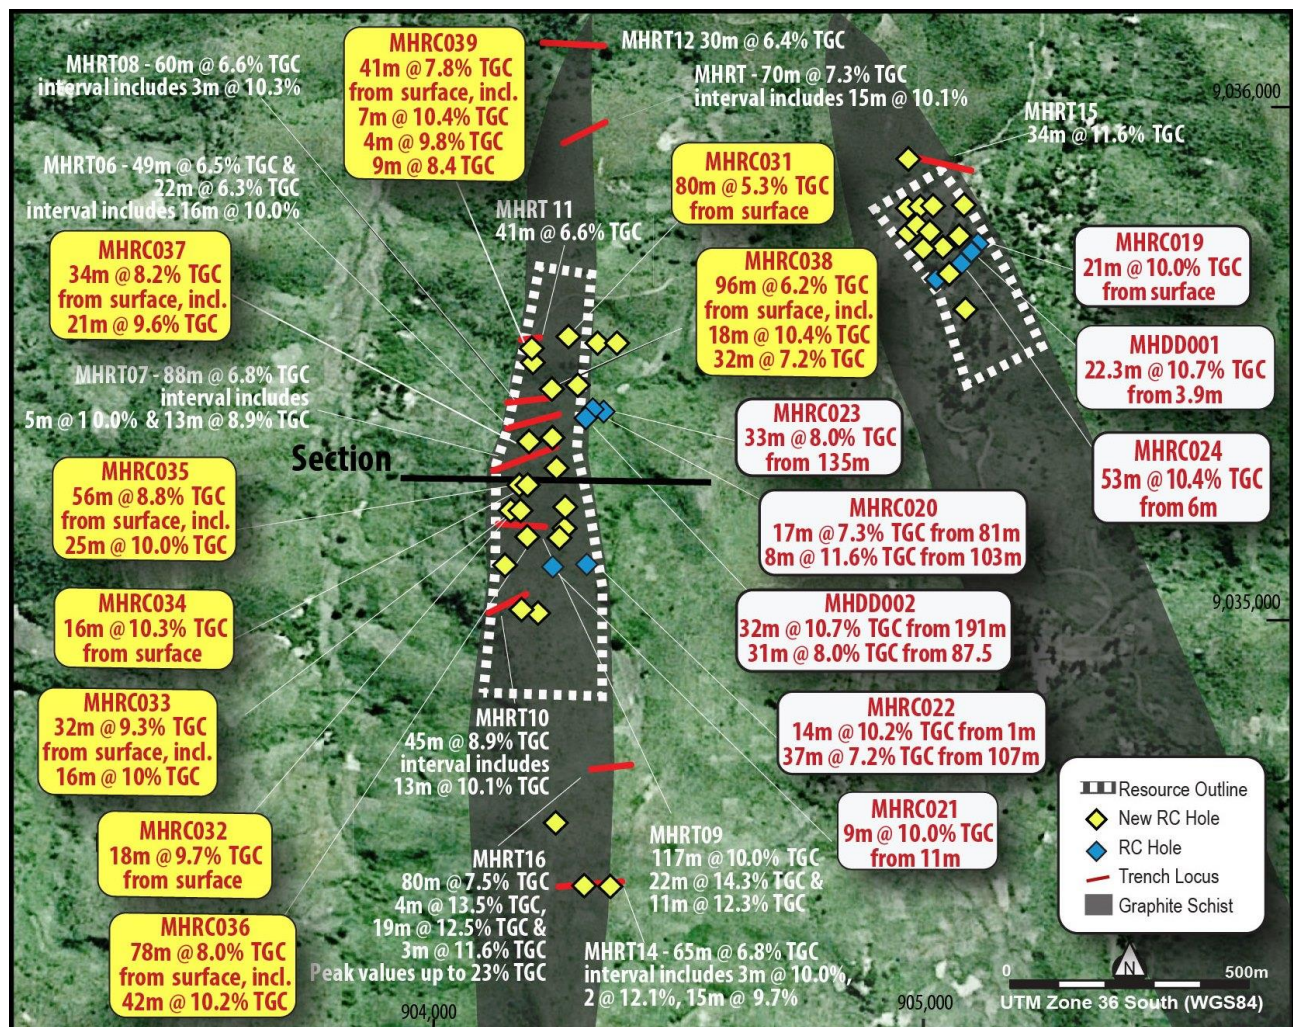 MHRT08 - 60m @ 6.6% TGC
interval includes 3m @ 10.3%
MHRC039
41m @ 7.8% TGC
from surface, incl.
7m @ 10.4% TGC
4m @ 9.8% TGC
9m @ 8.4 TGC
MHRT12 30m @ 6.4% TGC
MHRT - 70m @ 7.3% TGC
interval includes 15m @ 10.1%
9,036,000
MHRT15
34m @ 11.6% TGC
MHRT06 - 49m @ 6.5% TGC &
22m @ 6.3% TGC
interval includes 16m @ 10.0%
MHRC031
80m @ 5.3% TGC
from surface
MHRT 11
41m @ 6.6% TGC
MHRC037
34m @ 8.2% TGC
from surface, incl.
21m @ 9.6% TGC
MHRC038
96m @ 6.2% TGC
from surface, incl.
18m @ 10.4% TGC
32m @ 7.2% TGC
MHRC019
21m @ 10.0% TGC
from surface
MHDD001
22.3m @ 10.7% TGC
from 3.9m
MHRT07 - 88m @ 6.8% TGC
interval includes
5m @ 1 0.0% & 13m @ 8.9% TGC
MHRC023
33m @ 8.0% TGC
from 135m
MHRC024
53m @ 10.4% TGC
from 6m
Section
MHRC035
56m @ 8.8% TGC
from surface, incl.
25m @ 10.0% TGC
MHRC020
17m @ 7.3% TGC from 81m
8m @ 11.6% TGC from 103m
MHRC034
16m @ 10.3% TGC
from surface
MHDD002
32m @ 10.7% TGC from 191m
31m @ 8.0% TGC from 87.5
9,035,000
MHRC033
32m @ 9.3% TGC
from surface, incl.
16m @ 10% TGC
MHRT10
45m @ 8.9% TGC
interval includes
13m @ 10.1% TGC
MHRC022
14m @ 10.2% TGC from 1m
37m @ 7.2% TGC from 107m
MHRC021
9m @ 10.0% TGC
from 11m
MHRC032
18m @ 9.7% TGC
from surface
MHRT16
80m @ 7.5% TGC
4m @ 13.5% TGC,
19m @ 12.5% TGC &
3m @ 11.6% TGC
Peak values up to 23% TGC
MHRT09
117m @ 10.0% TGC
22m @ 14.3% TGC &
11m @ 12.3% TGC
MHRC036
78m @ 8.0% TGC
from surface, incl.
42m @ 10.2% TGC
MHRT14 - 65m @ 6.8% TGC
interval includes 3m @ 10.0%,
2 @ 12.1%, 15m @ 9.7%
Resource Outline
New RC Hole
RC Hole
Trench Locus
Graphite Schist
0 N 500m
UTM Zone 36 South (WGS84)
904,000
905,000